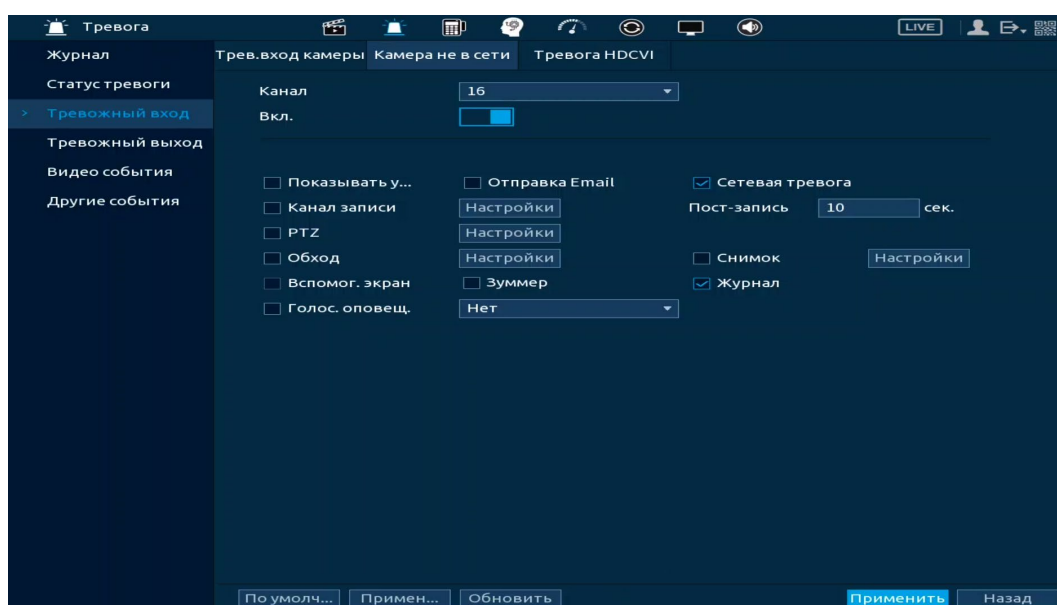 Тревога LIVE
Журнал
Трев.вход камеры Камера не в сети Тревога HDCVI
Статус тревоги
Канал 16
> Тревожный вход
Вкл.
Тревожный выход
Видео события
Показывать у... Отправка Email Сетевая тревога
Другие события
Канал записи Настройки Пост-запись 10 сек.
PTZ Настройки
Обход Настройки Снимок Настройки
Вспомог. экран Зуммер Журнал
Голос. оповещ. Нет
По умолч... Примен... Обновить Применить Назад